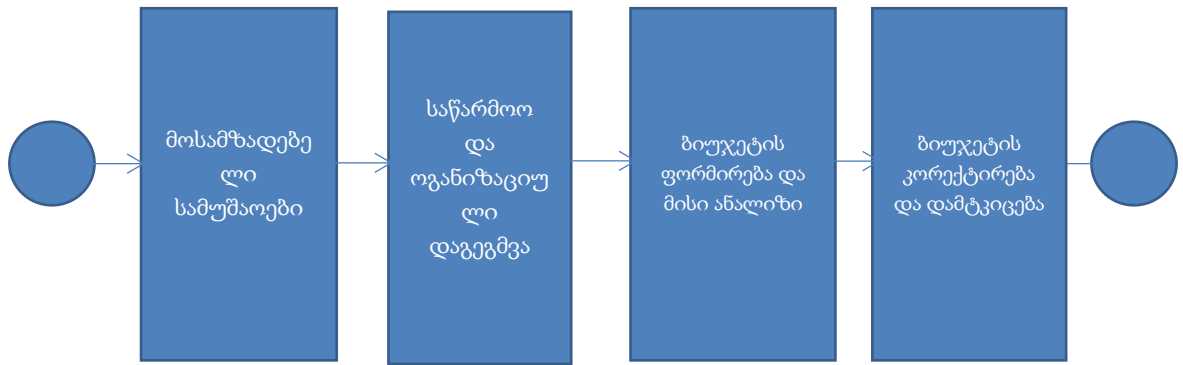 მოსამზადებე
ლი
სამუშაოები
საწარმოო
და
ოგანიზაციუ
ლი
დაგეგმვა
ბიუჯეტის
ფორმირება და
მისი ანალიზი
ბიუჯეტის
კორექტირება
და დამტკიცება